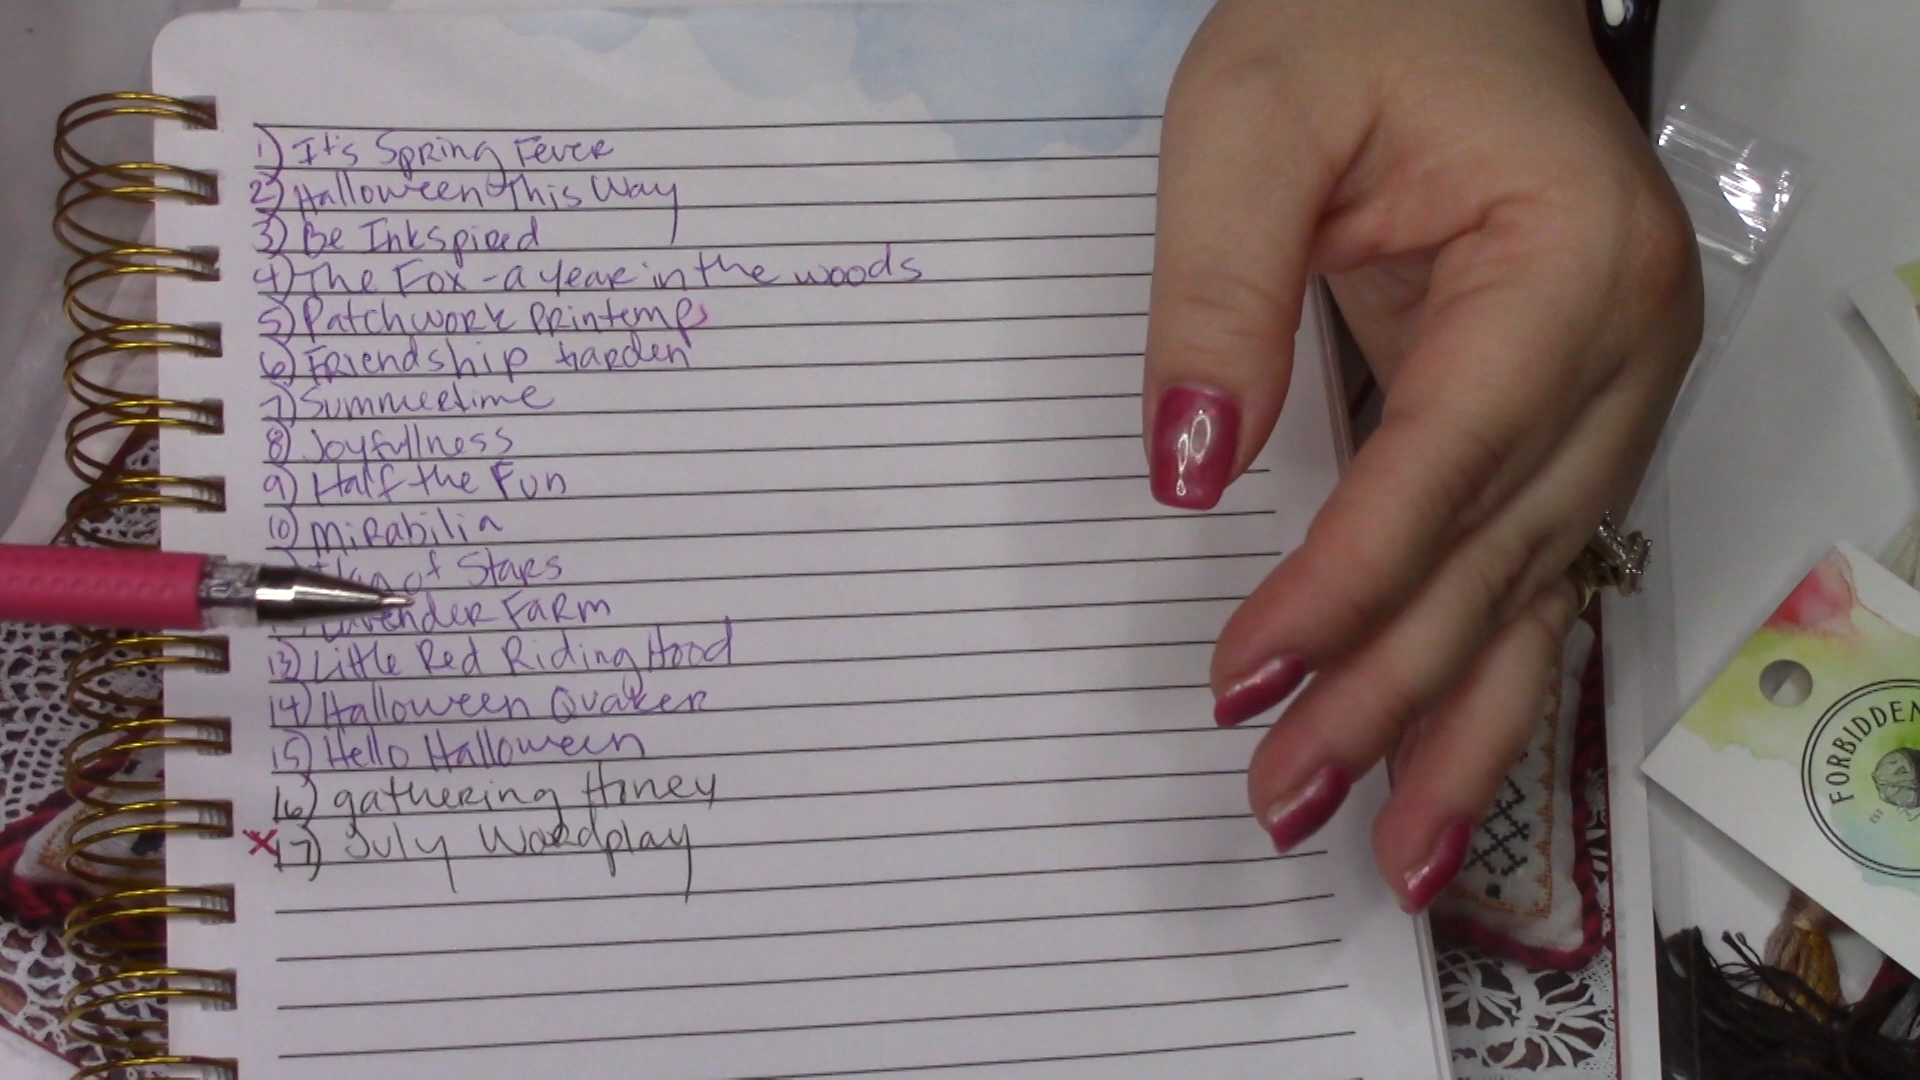 1) It's Spring Fever
2) Halloween This Way
3) Be Inkspired
4) The Fox - a year in the woods
5) Patchwork Printemps
6) Friendship Garden
7) Summertime
8) Joyfullness
9) Half the Fun
10) Mirabilia
of Stars
Farm
13) Little Red Riding Hood
14) Halloween Quaker
15) Hello Halloween
16) gathering Honey
x 17) July Wordplay
FORBIDDEN
EST